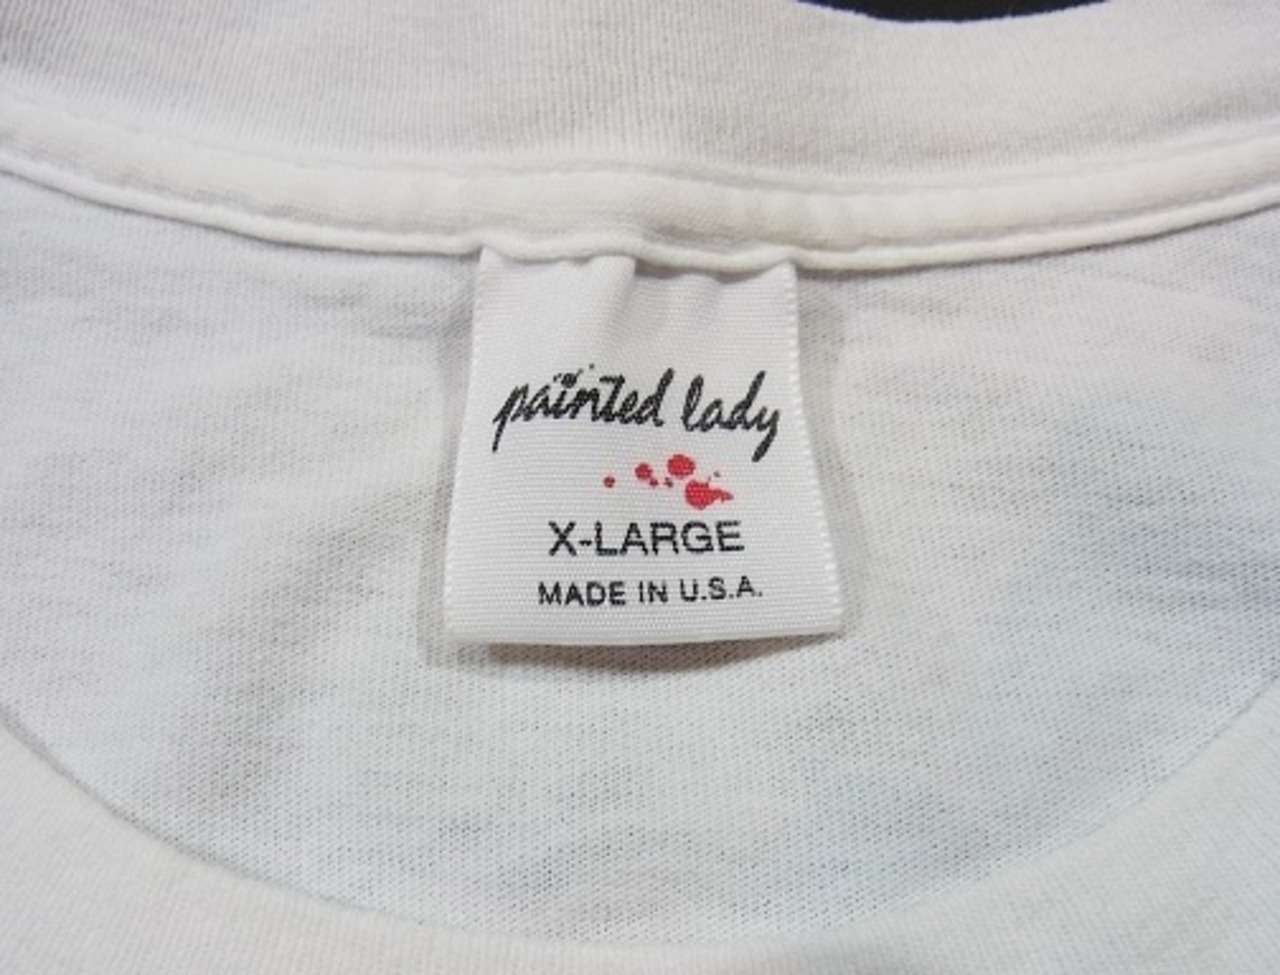 painted lady
X-LARGE
MADE IN U.S.A.